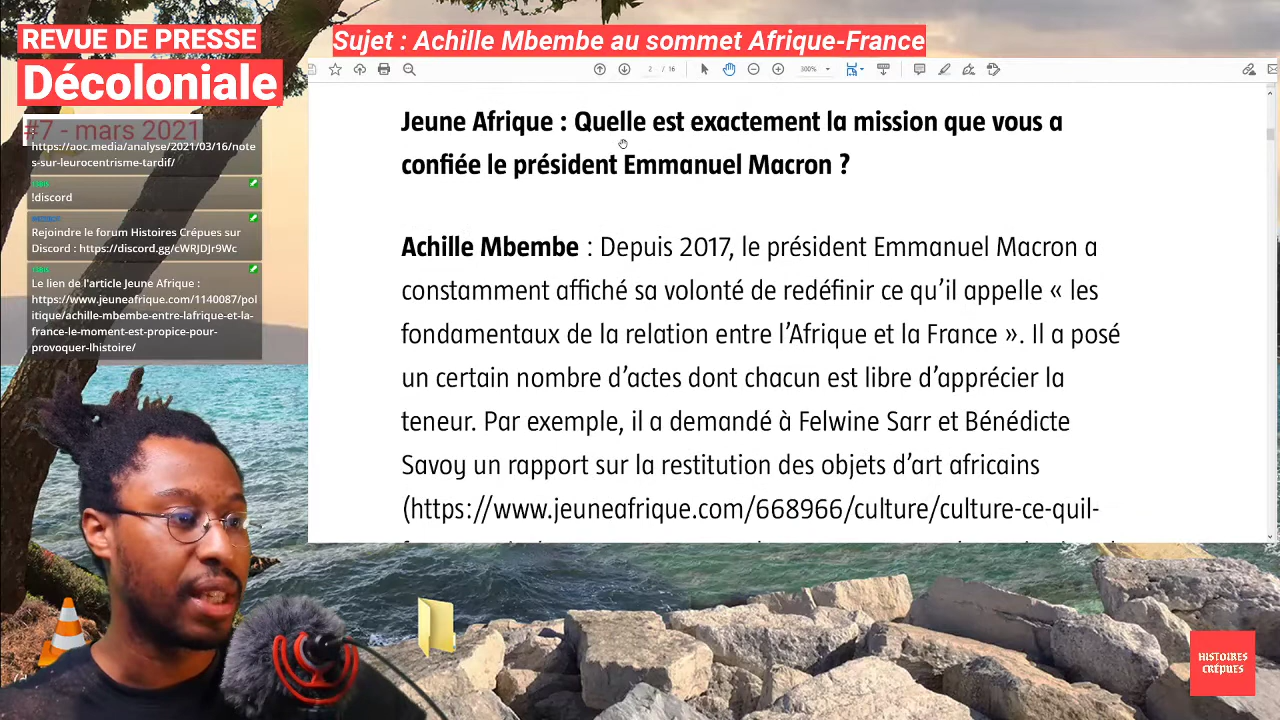 REVUE DE PRESSE
Décoloniale
#7 - mars 2021
Sujet : Achille Mbembe au sommet Afrique-France
2 / 16
300%
https://aoc.media/analyse/2021/03/16/note
s-sur-leurocentrisme-tardif/
!discord
Rejoindre le forum Histoires Crépues sur
Discord : https://discord.gg/cWRJDJr9Wc
Le lien de l'article Jeune Afrique :
https://www.jeuneafrique.com/1140087/pol
itique/achille-mbembe-entre-lafrique-et-la-
france-le-moment-est-propice-pour-
provoquer-lhistoire/
Jeune Afrique : Quelle est exactement la mission que vous a
confiée le président Emmanuel Macron ?
Achille Mbembe : Depuis 2017, le président Emmanuel Macron a
constamment affiché sa volonté de redéfinir ce qu'il appelle « les
fondamentaux de la relation entre l'Afrique et la France ». Il a posé
un certain nombre d'actes dont chacun est libre d'apprécier la
teneur. Par exemple, il a demandé à Felwine Sarr et Bénédicte
Savoy un rapport sur la restitution des objets d'art africains
(https://www.jeuneafrique.com/668966/culture/culture-ce-quil-
HISTOIRES
CRÉPUES